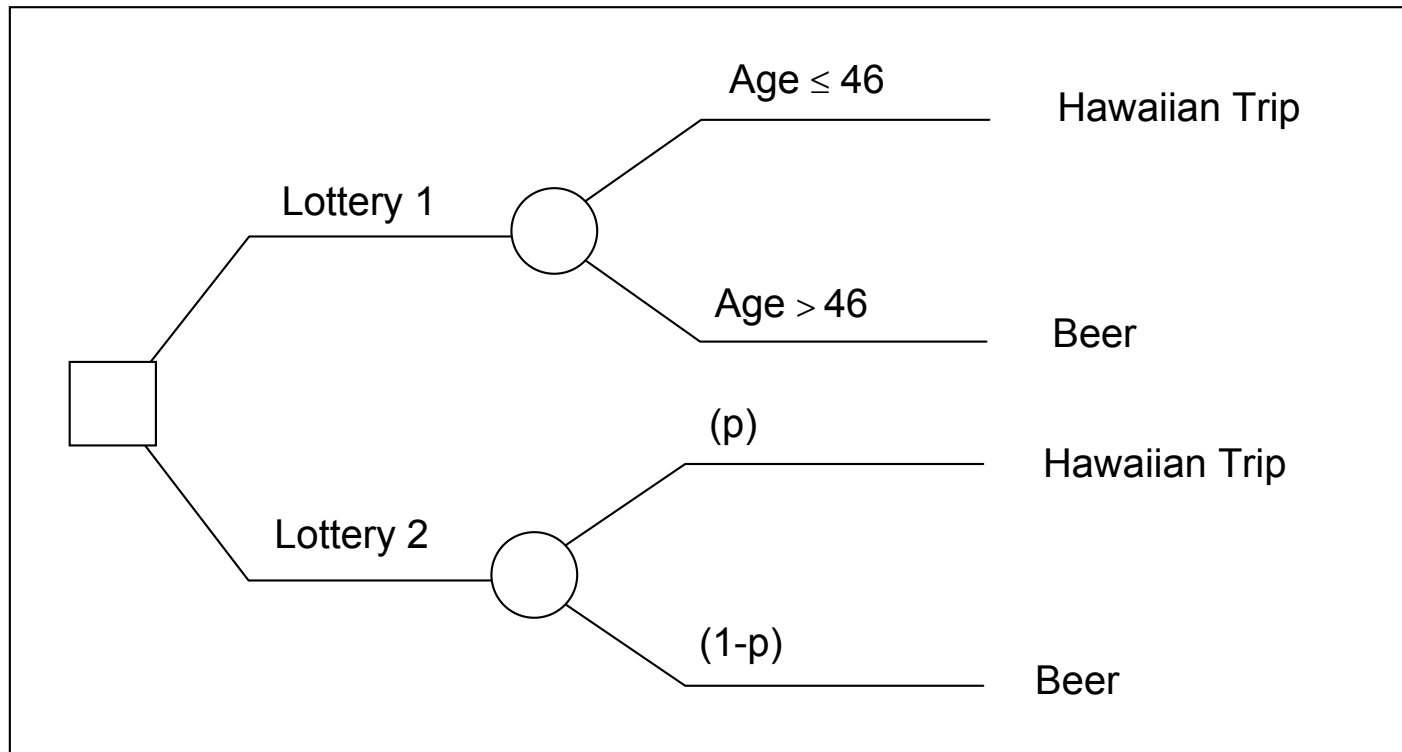 Age ≤ 46
Hawaiian Trip
Lottery 1
Age > 46
Beer
(p)
Hawaiian Trip
Lottery 2
(1-p)
Beer